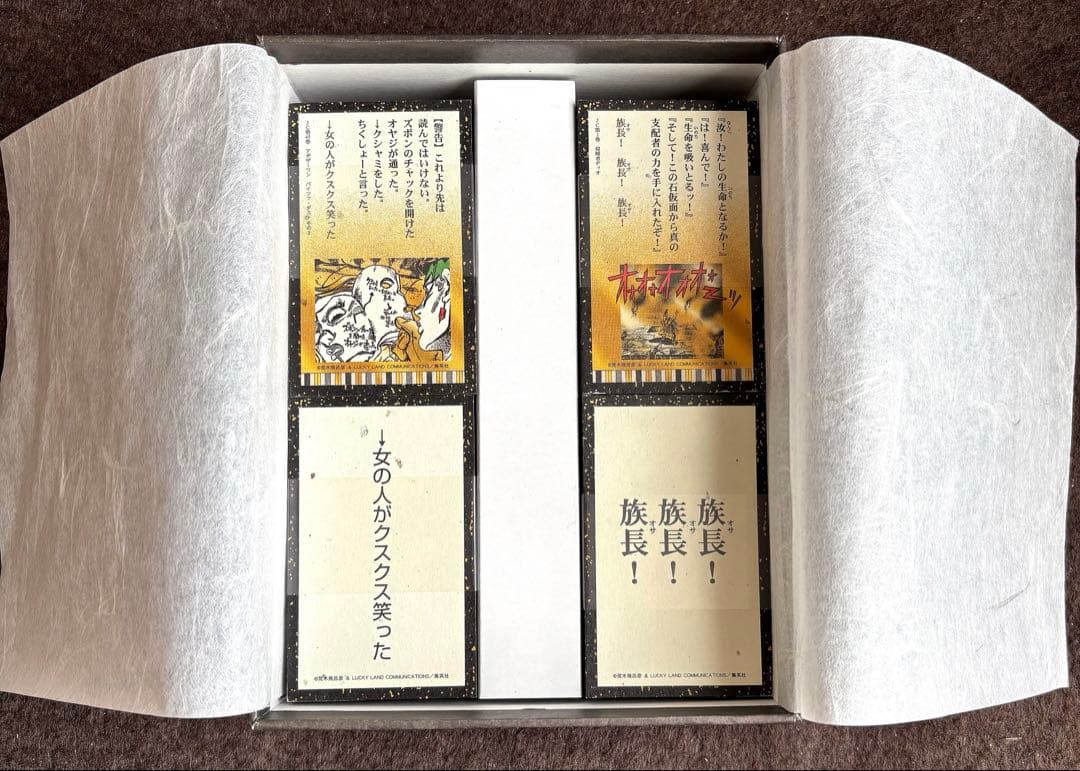 『汝！わたしの生命となるか！』
『は！喜んで！』
『生命を吸いとるッ！』
『そして！この石仮面から真の
支配者の力を手に入れたぞ！』
族長！　族長！　族長！
オオオオオ
©荒木飛呂彦 & LUCKY LAND COMMUNICATIONS／集英社
【警告】これより先は
読んではいけない。
ズボンのチャックを開けた
オヤジが通った。
→クシャミをした。
ちくしょーと言った。
→女の人がクスクス笑った
©荒木飛呂彦 & LUCKY LAND COMMUNICATIONS／集英社
族長！
族長！
族長！
©荒木飛呂彦 & LUCKY LAND COMMUNICATIONS／集英社
→女の人がクスクス笑った
©荒木飛呂彦 & LUCKY LAND COMMUNICATIONS／集英社